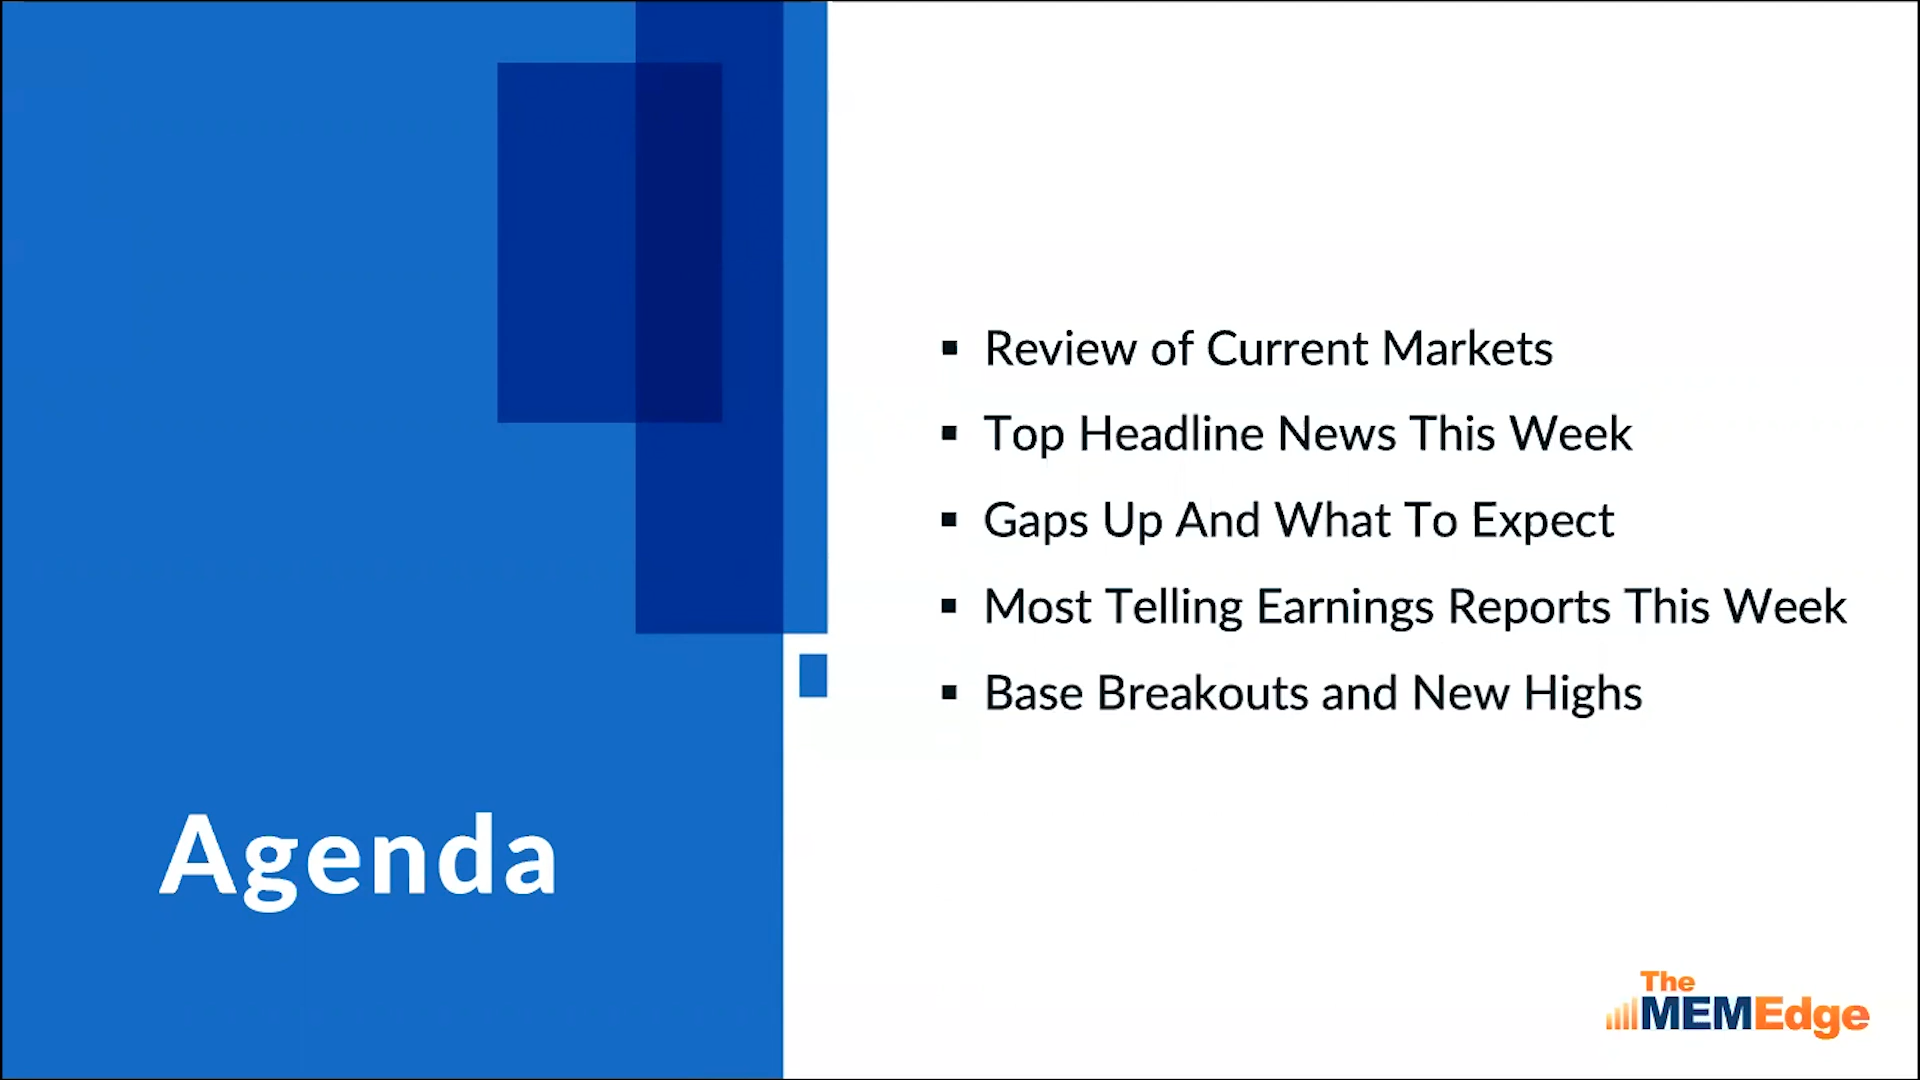 Agenda
▪ Review of Current Markets
▪ Top Headline News This Week
▪ Gaps Up And What To Expect
▪ Most Telling Earnings Reports This Week
▪ Base Breakouts and New Highs
The
MEMEdge